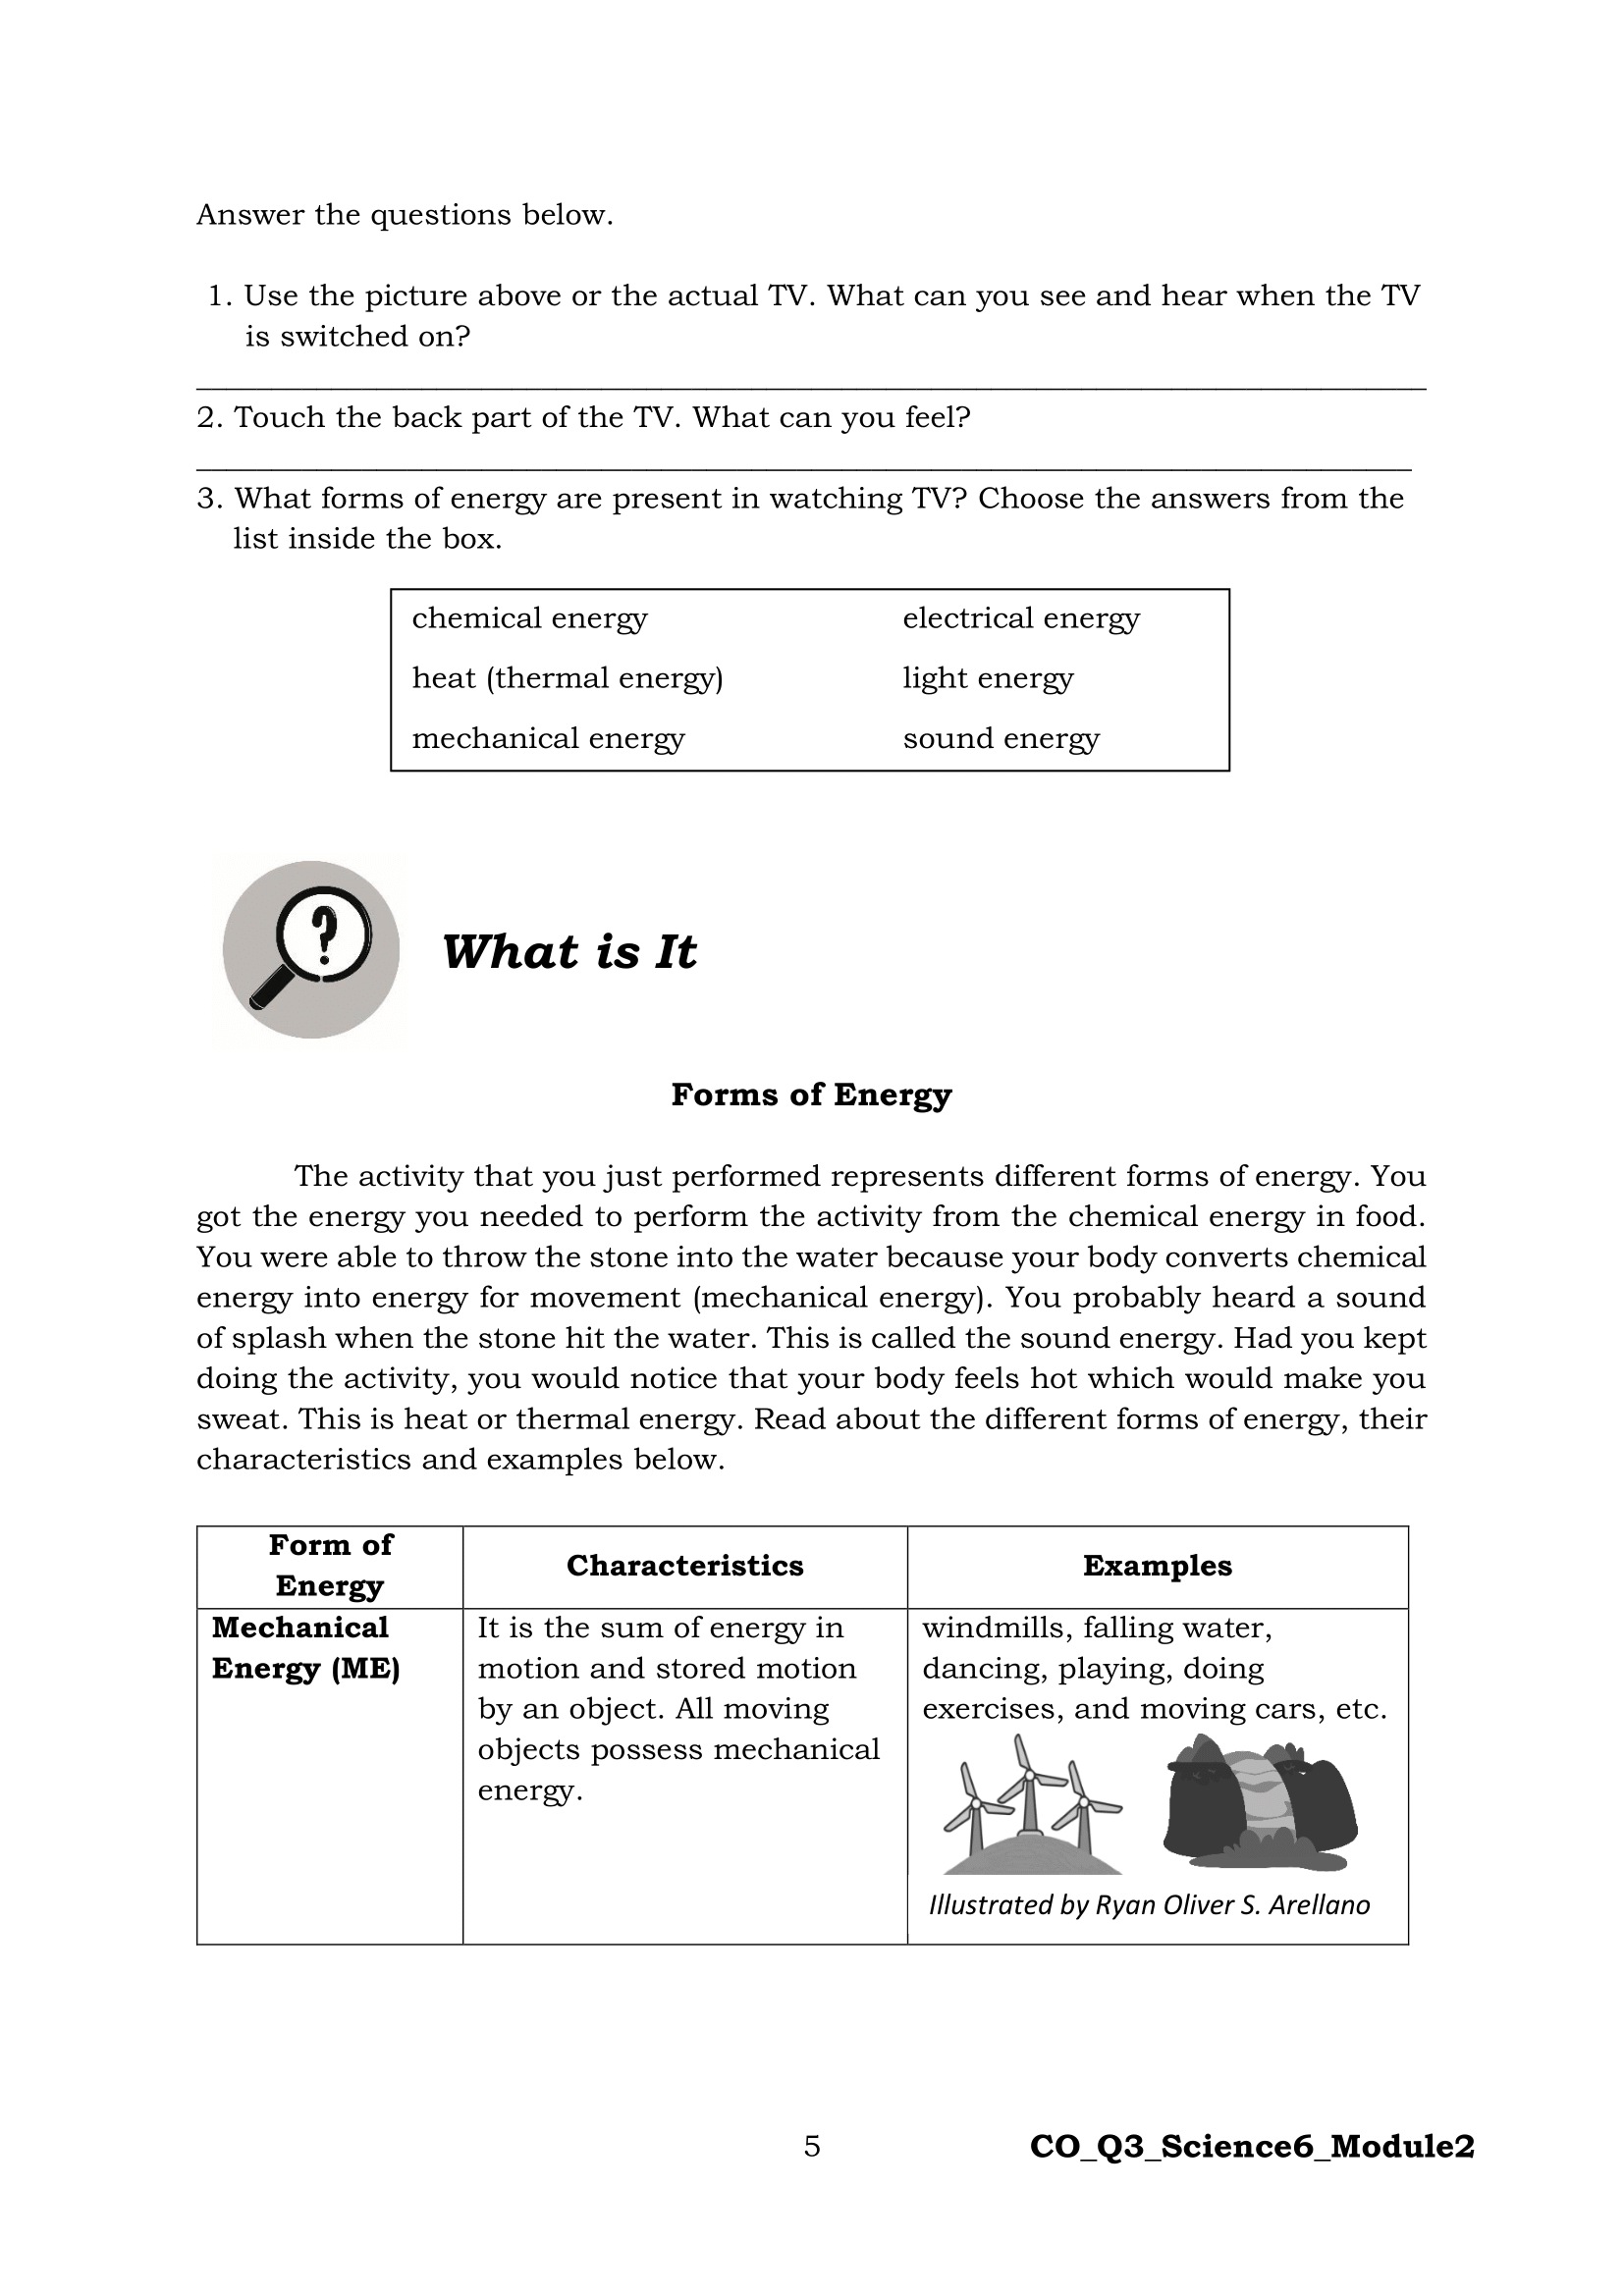 Answer the questions below.
1. Use the picture above or the actual TV. What can you see and hear when the TV
is switched on?
2. Touch the back part of the TV. What can you feel?
3. What forms of energy are present in watching TV? Choose the answers from the
list inside the box.
chemical energy electrical energy
heat (thermal energy) light energy
mechanical energy sound energy
?
What is It
Forms of Energy
The activity that you just performed represents different forms of energy. You
got the energy you needed to perform the activity from the chemical energy in food.
You were able to throw the stone into the water because your body converts chemical
energy into energy for movement (mechanical energy). You probably heard a sound
of splash when the stone hit the water. This is called the sound energy. Had you kept
doing the activity, you would notice that your body feels hot which would make you
sweat. This is heat or thermal energy. Read about the different forms of energy, their
characteristics and examples below.
Form of
Energy
Characteristics
Examples
Mechanical
Energy (ME)
It is the sum of energy in
motion and stored motion
by an object. All moving
objects possess mechanical
energy.
windmills, falling water,
dancing, playing, doing
exercises, and moving cars, etc.
Illustrated by Ryan Oliver S. Arellano
5
CO_Q3_Science6_Module2